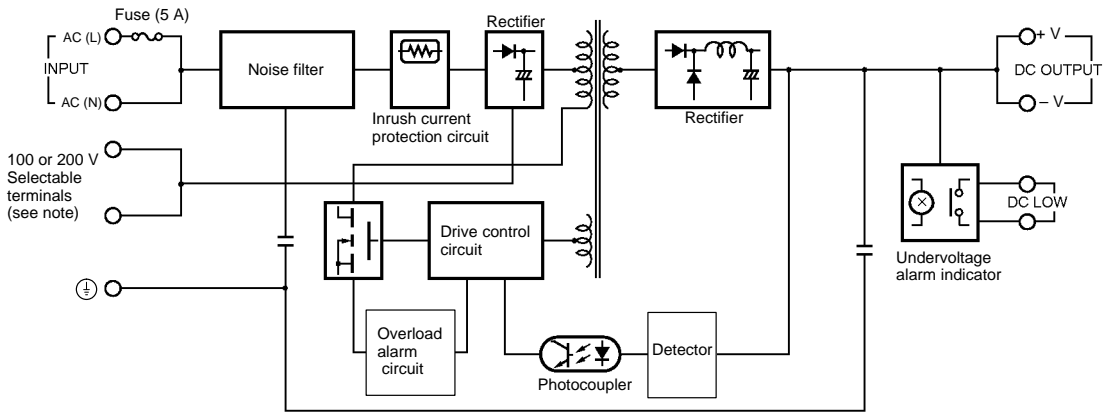 Fuse (5 A)
AC (L)
INPUT
AC (N)
Noise filter
Inrush current
protection circuit
Rectifier
Rectifier
+ V
DC OUTPUT
– V
100 or 200 V
Selectable
terminals
(see note)
Drive control
circuit
DC LOW
Undervoltage
alarm indicator
Overload
alarm
circuit
Photocoupler
Detector